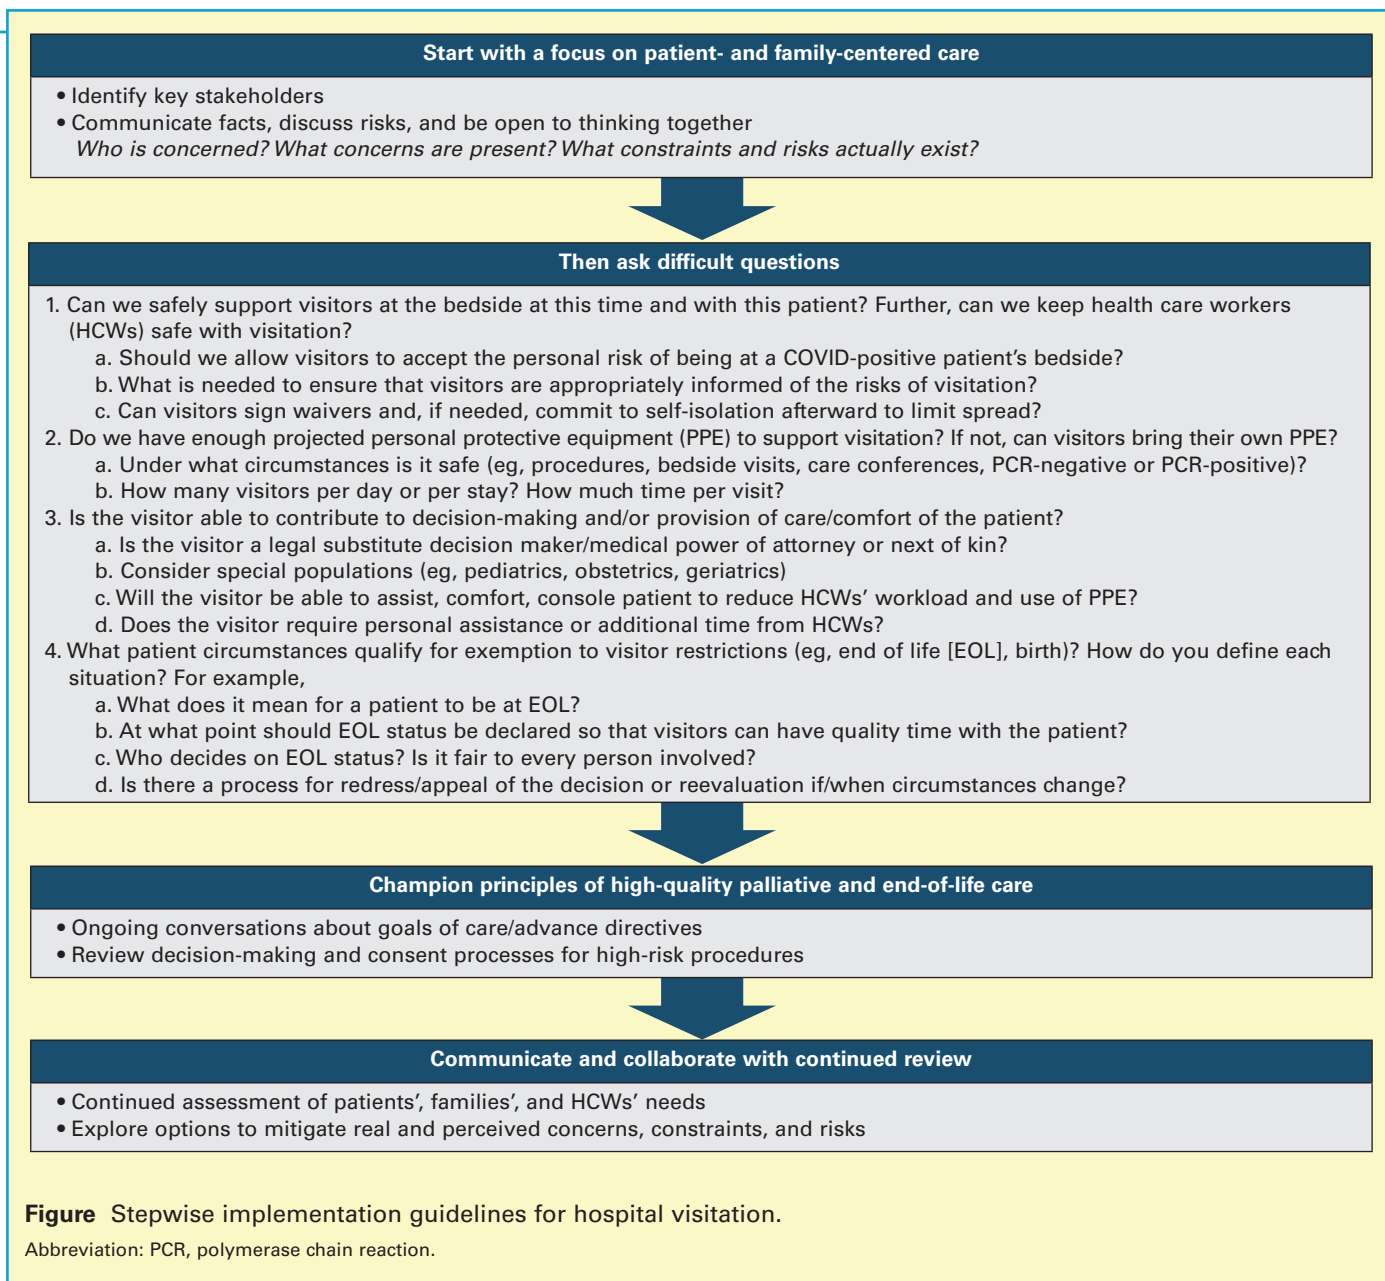 Start with a focus on patient- and family-centered care
• Identify key stakeholders
• Communicate facts, discuss risks, and be open to thinking together
Who is concerned? What concerns are present? What constraints and risks actually exist?
Then ask difficult questions
1. Can we safely support visitors at the bedside at this time and with this patient? Further, can we keep health care workers
(HCWs) safe with visitation?
a. Should we allow visitors to accept the personal risk of being at a COVID-positive patient’s bedside?
b. What is needed to ensure that visitors are appropriately informed of the risks of visitation?
c. Can visitors sign waivers and, if needed, commit to self-isolation afterward to limit spread?
2. Do we have enough projected personal protective equipment (PPE) to support visitation? If not, can visitors bring their own PPE?
a. Under what circumstances is it safe (eg, procedures, bedside visits, care conferences, PCR-negative or PCR-positive)?
b. How many visitors per day or per stay? How much time per visit?
3. Is the visitor able to contribute to decision-making and/or provision of care/comfort of the patient?
a. Is the visitor a legal substitute decision maker/medical power of attorney or next of kin?
b. Consider special populations (eg, pediatrics, obstetrics, geriatrics)
c. Will the visitor be able to assist, comfort, console patient to reduce HCWs’ workload and use of PPE?
d. Does the visitor require personal assistance or additional time from HCWs?
4. What patient circumstances qualify for exemption to visitor restrictions (eg, end of life [EOL], birth)? How do you define each
situation? For example,
a. What does it mean for a patient to be at EOL?
b. At what point should EOL status be declared so that visitors can have quality time with the patient?
c. Who decides on EOL status? Is it fair to every person involved?
d. Is there a process for redress/appeal of the decision or reevaluation if/when circumstances change?
Champion principles of high-quality palliative and end-of-life care
• Ongoing conversations about goals of care/advance directives
• Review decision-making and consent processes for high-risk procedures
Communicate and collaborate with continued review
• Continued assessment of patients’, families’, and HCWs’ needs
• Explore options to mitigate real and perceived concerns, constraints, and risks
Figure Stepwise implementation guidelines for hospital visitation.
Abbreviation: PCR, polymerase chain reaction.